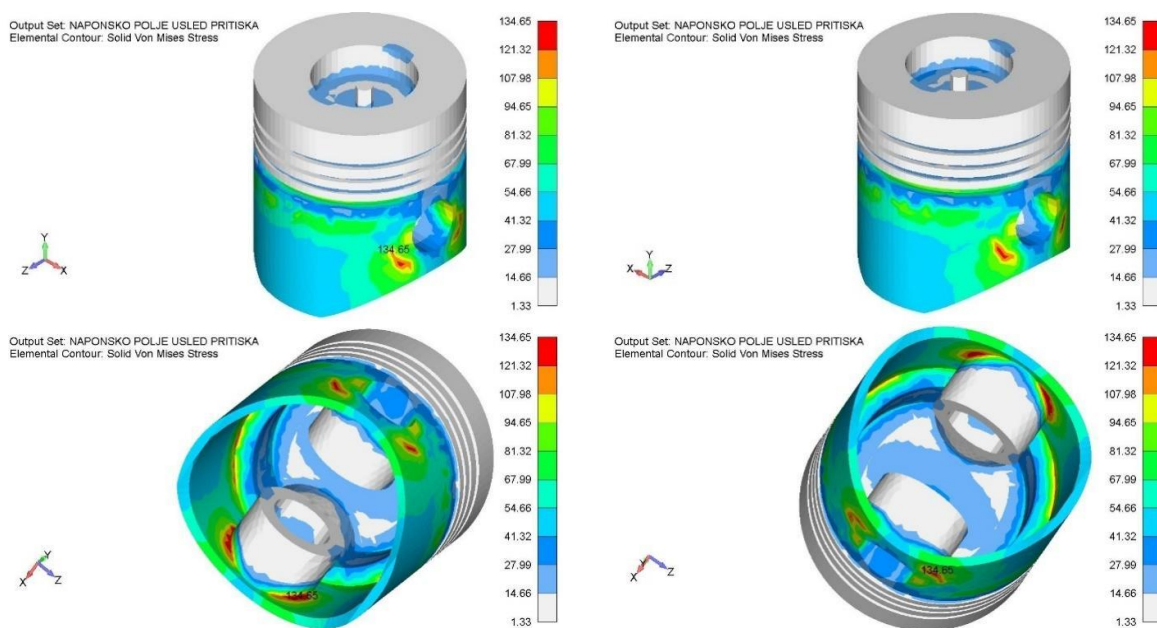 Output Set: NAPONSKO POLJE USLED PRITISKA
Elemental Contour: Solid Von Mises Stress
134.65
121.32
107.98
94.65
81.32
67.99
54.66
41.32
27.99
14.66
1.33
134.65
Y
Z
X
Output Set: NAPONSKO POLJE USLED PRITISKA
Elemental Contour: Solid Von Mises Stress
134.65
121.32
107.98
94.65
81.32
67.99
54.66
41.32
27.99
14.66
1.33
Y
X
Z
Output Set: NAPONSKO POLJE USLED PRITISKA
Elemental Contour: Solid Von Mises Stress
134.65
121.32
107.98
94.65
81.32
67.99
54.66
41.32
27.99
14.66
1.33
Y
X
Z
134.65
Output Set: NAPONSKO POLJE USLED PRITISKA
Elemental Contour: Solid Von Mises Stress
134.65
121.32
107.98
94.65
81.32
67.99
54.66
41.32
27.99
14.66
1.33
134.65
Y
X
Z